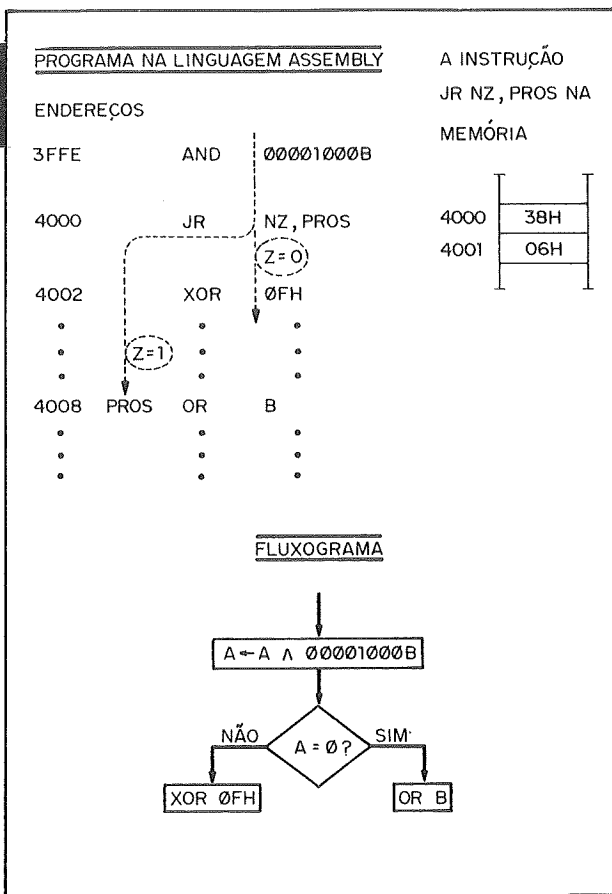 PROGRAMA NA LINGUAGEM ASSEMBLY
ENDEREÇOS
3FFE AND 00001000B
4000 JR NZ, PROS
Z=0
4002 XOR 0FH
Z=1
4008 PROS OR B
A INSTRUÇÃO
JR NZ, PROS NA
MEMÓRIA
4000 38H
4001 06H
FLUXOGRAMA
A ← A ∧ 00001000B
NÃO A = 0? SIM
XOR 0FH OR B